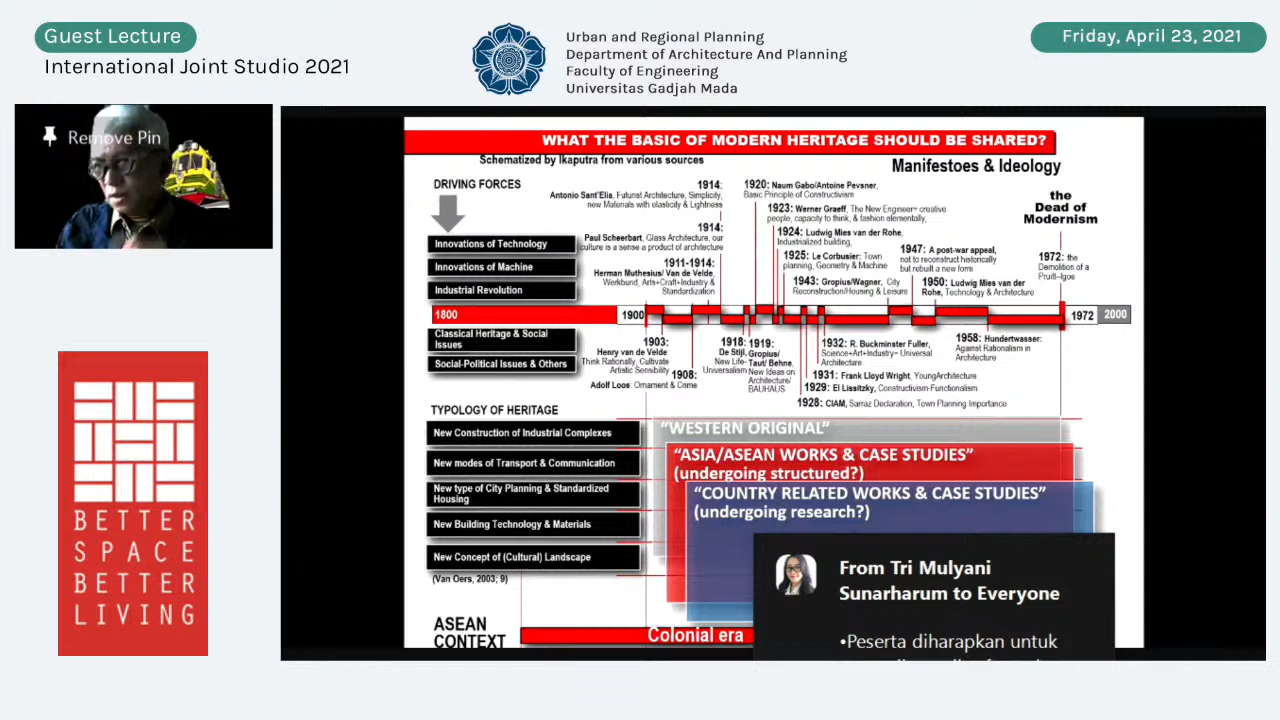 Guest Lecture
International Joint Studio 2021
Urban and Regional Planning
Department of Architecture And Planning
Faculty of Engineering
Universitas Gadjah Mada
Friday, April 23, 2021
Remove Pin
BETTER
SPACE
BETTER
LIVING
WHAT THE BASIC OF MODERN HERITAGE SHOULD BE SHARED?
Schematized by Ikaputra from various sources
Manifestoes & Ideology
DRIVING FORCES
Innovations of Technology
Innovations of Machine
Industrial Revolution
1800
Classical Heritage & Social
Issues
Social-Political Issues & Others
1914:
Antonio Sant'Elia, Futurist Architecture, Simplicity,
new Materials with elasticity & Lightness
1914:
Paul Scheerbart, Glass Architecture, our
culture is a sense a product of architecture
1911-1914:
Herman Muthesius/ Van de Velde,
Werkbund, Arts+Craft+Industry &
Standardization
1920: Naum Gabo/Antoine Pevsner,
Basic Principle of Constructivism
1923: Werner Graeff, The New Engineer= creative
people, capacity to think, & fashion elementally,
1924: Ludwig Mies van der Rohe,
Industrialized building,
1925: Le Corbusier: Town
planning, Geometry & Machine
1943: Gropius/Wagner, City
Reconstruction/Housing & Leisure
1947: A post-war appeal,
not to reconstruct historically
but rebuilt a new form
1950: Ludwig Mies van der
Rohe, Technology & Architecture
the
Dead of
Modernism
1972: the
Demolition of a
Pruitt-Igoe
1900
1972
2000
1903:
Henry van de Velde:
Think Rationally, Cultivate
Artistic Sensibility
1908:
Adolf Loos: Ornament & Crime
1918:
De Stijl,
New Life-
Universalism
1919:
Gropius/
Taut/ Behne,
New Ideas on
Architecture/
BAUHAUS
1932: R. Buckminster Fuller,
Science+Art+Industry= Universal
Architecture
1931: Frank Lloyd Wright, YoungArchitecture
1929: El Lissitzky, Constructivism-Functionalism
1928: CIAM, Sarraz Declaration, Town Planning Importance
1958: Hundertwasser:
Against Rationalism in
Architecture
TYPOLOGY OF HERITAGE
New Construction of Industrial Complexes
New modes of Transport & Communication
New type of City Planning & Standardized
Housing
New Building Technology & Materials
New Concept of (Cultural) Landscape
(Van Oers, 2003; 9)
"WESTERN ORIGINAL"
"ASIA/ASEAN WORKS & CASE STUDIES"
(undergoing structured?)
"COUNTRY RELATED WORKS & CASE STUDIES"
(undergoing research?)
ASEAN
CONTEXT
Colonial era
From Tri Mulyani
Sunarharum to Everyone
•Peserta diharapkan untuk